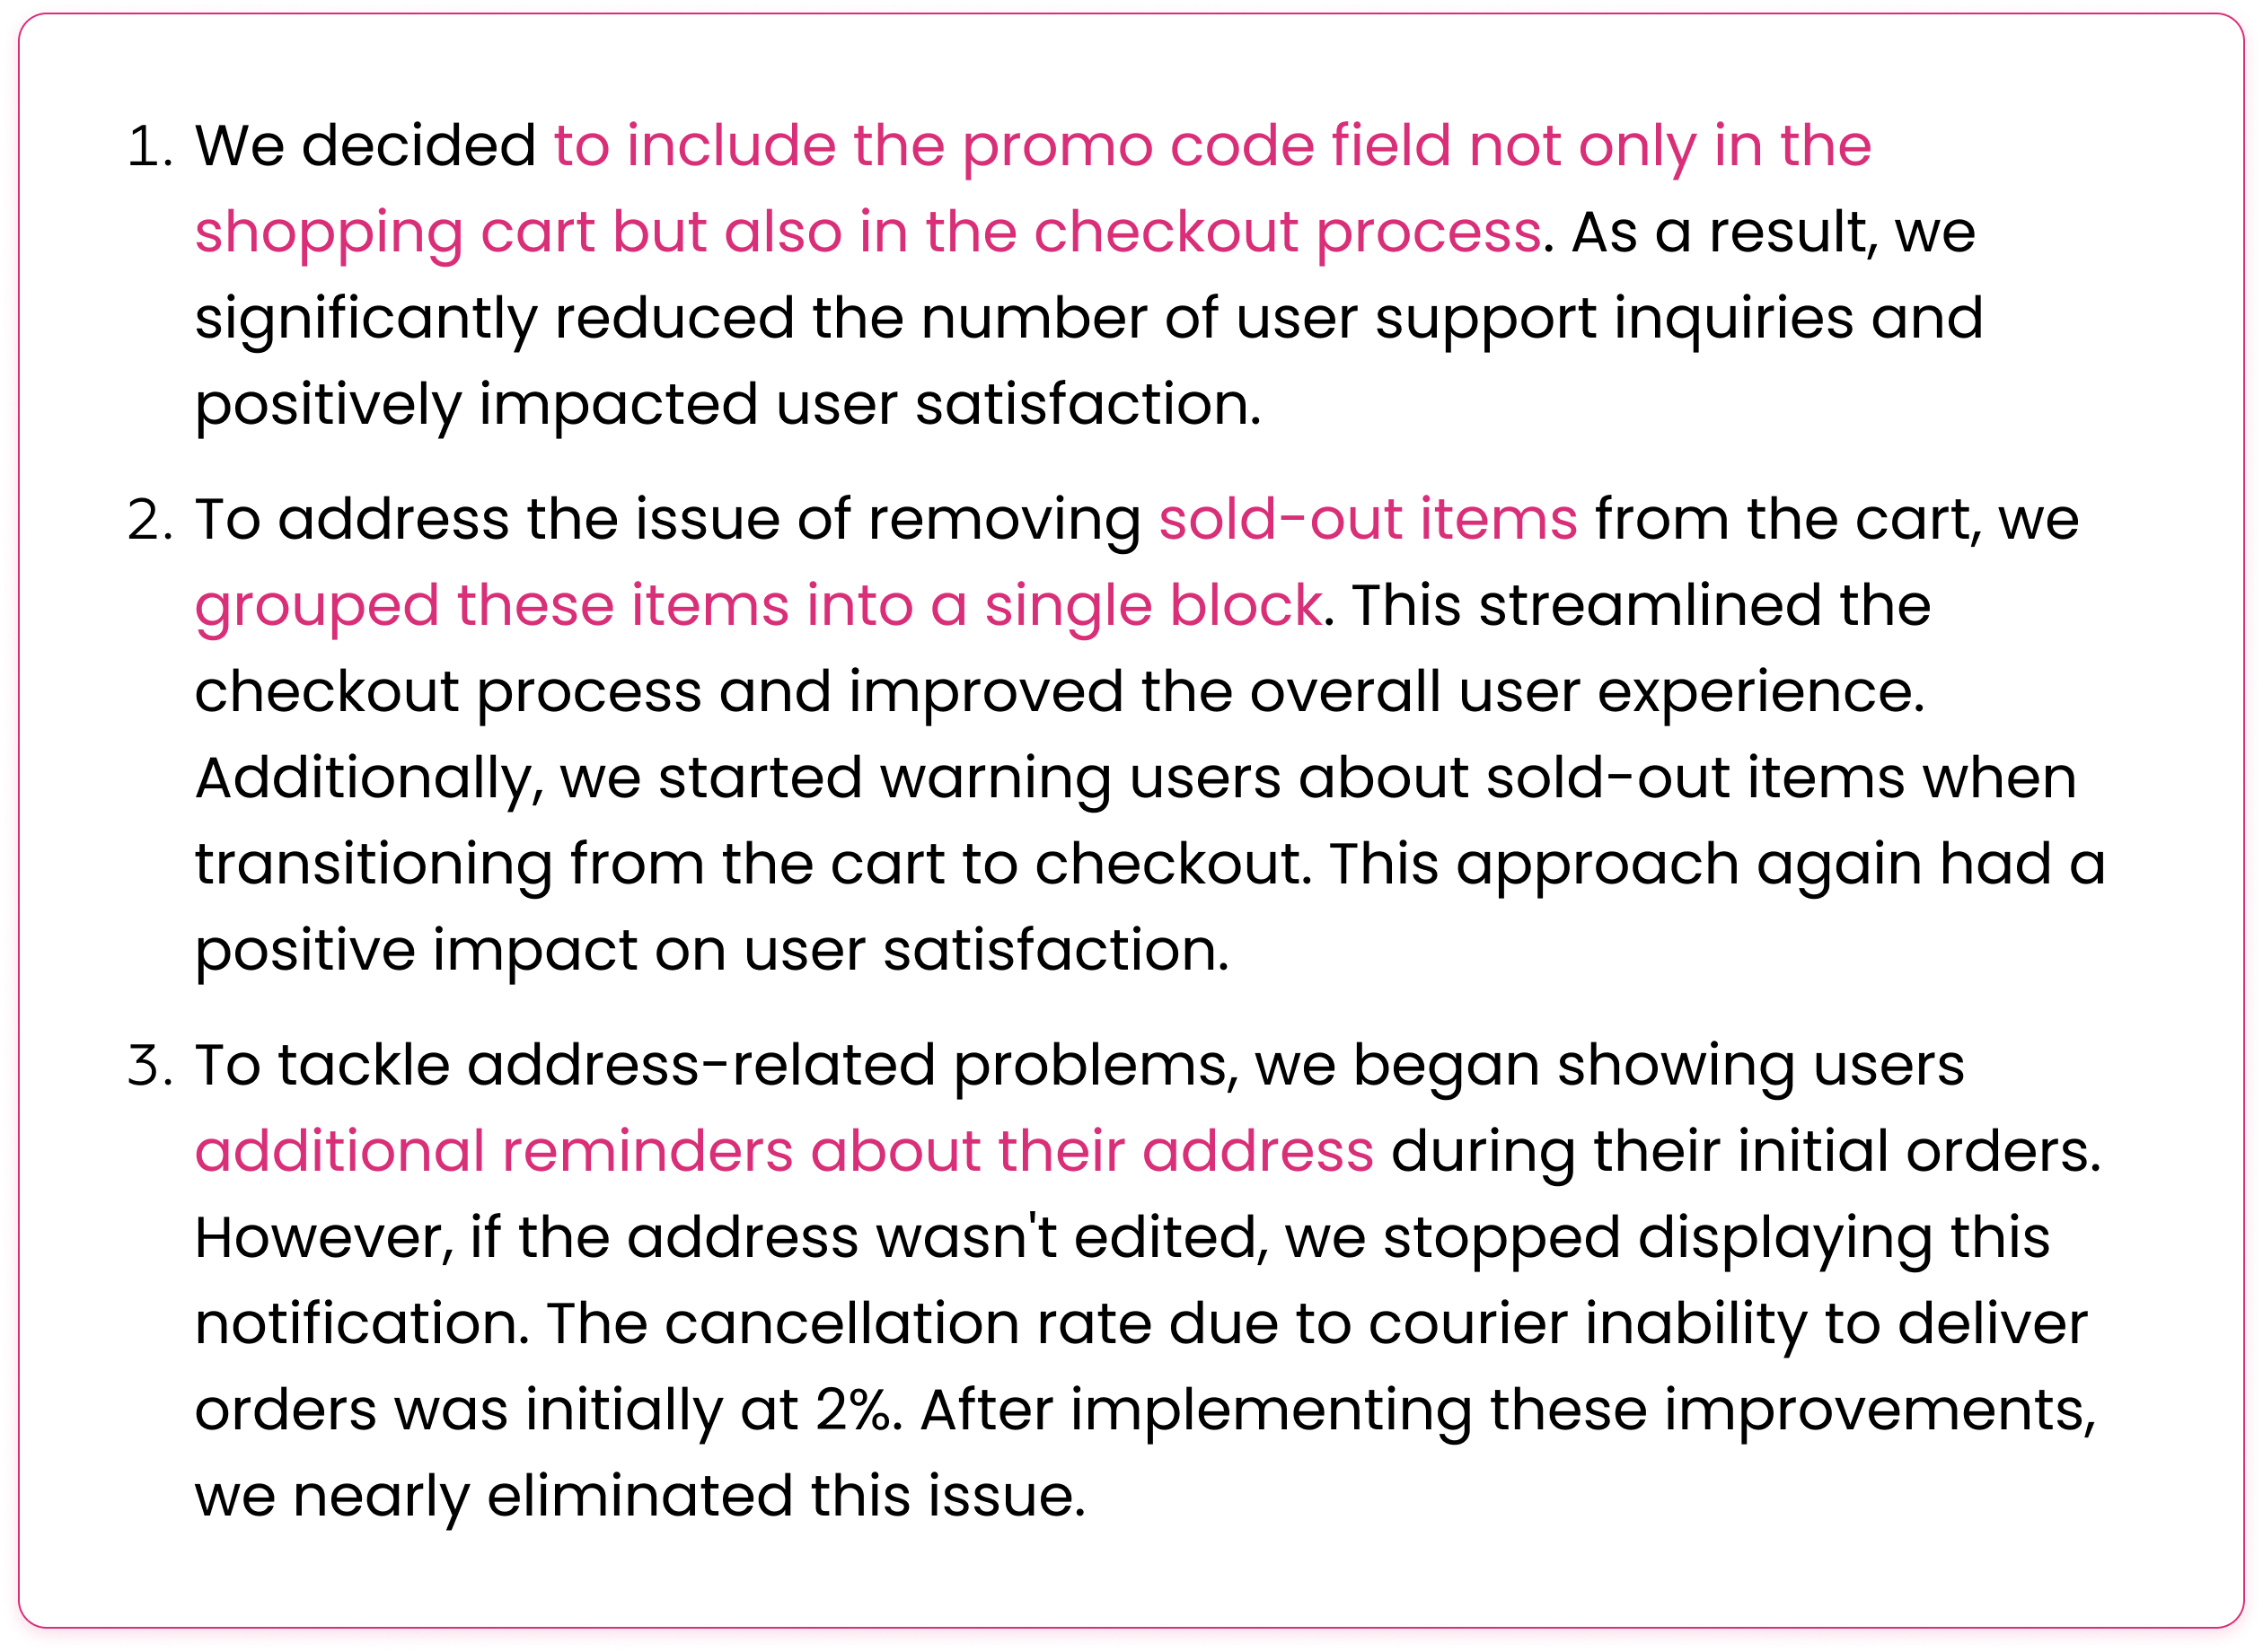 1. We decided to include the promo code field not only in the
shopping cart but also in the checkout process. As a result, we
significantly reduced the number of user support inquiries and
positively impacted user satisfaction.
2. To address the issue of removing sold-out items from the cart, we
grouped these items into a single block. This streamlined the
checkout process and improved the overall user experience.
Additionally, we started warning users about sold-out items when
transitioning from the cart to checkout. This approach again had a
positive impact on user satisfaction.
3. To tackle address-related problems, we began showing users
additional reminders about their address during their initial orders.
However, if the address wasn't edited, we stopped displaying this
notification. The cancellation rate due to courier inability to deliver
orders was initially at 2%. After implementing these improvements,
we nearly eliminated this issue.